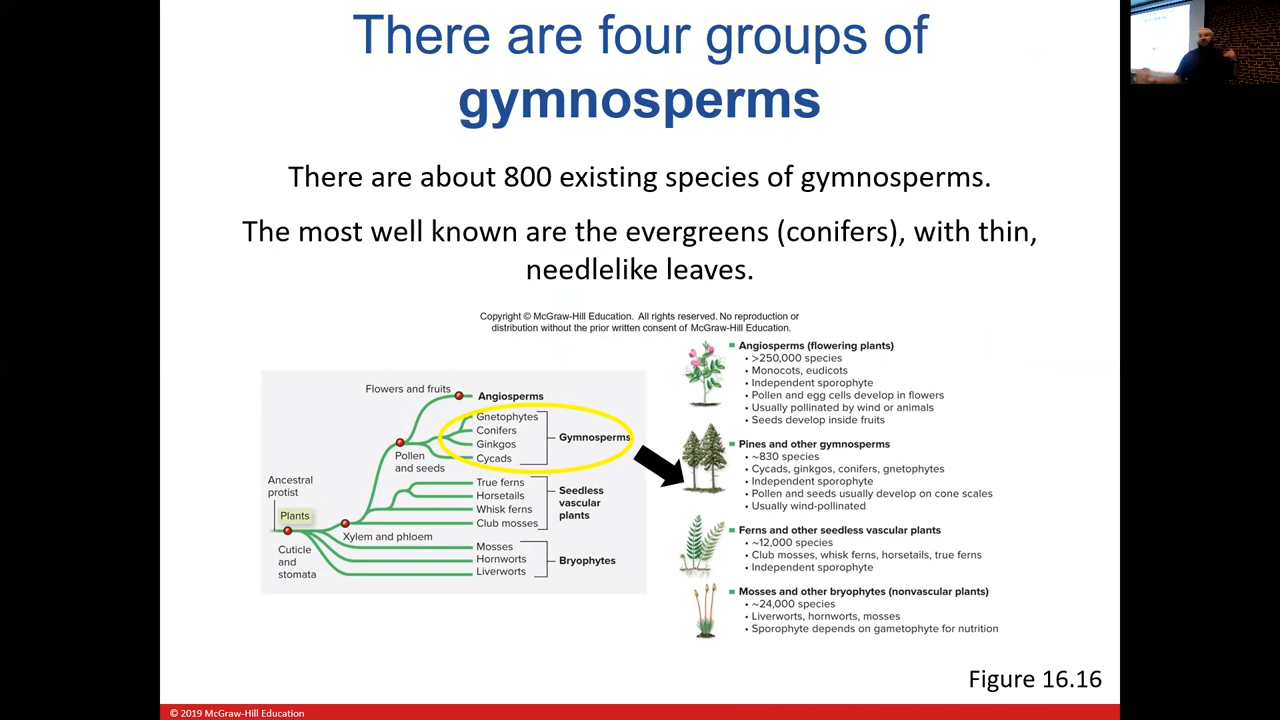 There are four groups of
gymnosperms
There are about 800 existing species of gymnosperms.
The most well known are the evergreens (conifers), with thin,
needlelike leaves.
Copyright © McGraw-Hill Education. All rights reserved. No reproduction or
distribution without the prior written consent of McGraw-Hill Education.
Flowers and fruits
Angiosperms
Gnetophytes
Conifers
Ginkgos
Cycads
Gymnosperms
Pollen
and seeds
Ancestral
protist
Plants
True ferns
Horsetails
Whisk ferns
Club mosses
Seedless
vascular
plants
Xylem and phloem
Cuticle
and
stomata
Mosses
Hornworts
Liverworts
Bryophytes
Angiosperms (flowering plants)
• >250,000 species
• Monocots, eudicots
• Independent sporophyte
• Pollen and egg cells develop in flowers
• Usually pollinated by wind or animals
• Seeds develop inside fruits
Pines and other gymnosperms
• ~830 species
• Cycads, ginkgos, conifers, gnetophytes
• Independent sporophyte
• Pollen and seeds usually develop on cone scales
• Usually wind-pollinated
Ferns and other seedless vascular plants
• ~12,000 species
• Club mosses, whisk ferns, horsetails, true ferns
• Independent sporophyte
Mosses and other bryophytes (nonvascular plants)
• ~24,000 species
• Liverworts, hornworts, mosses
• Sporophyte depends on gametophyte for nutrition
Figure 16.16
© 2019 McGraw-Hill Education